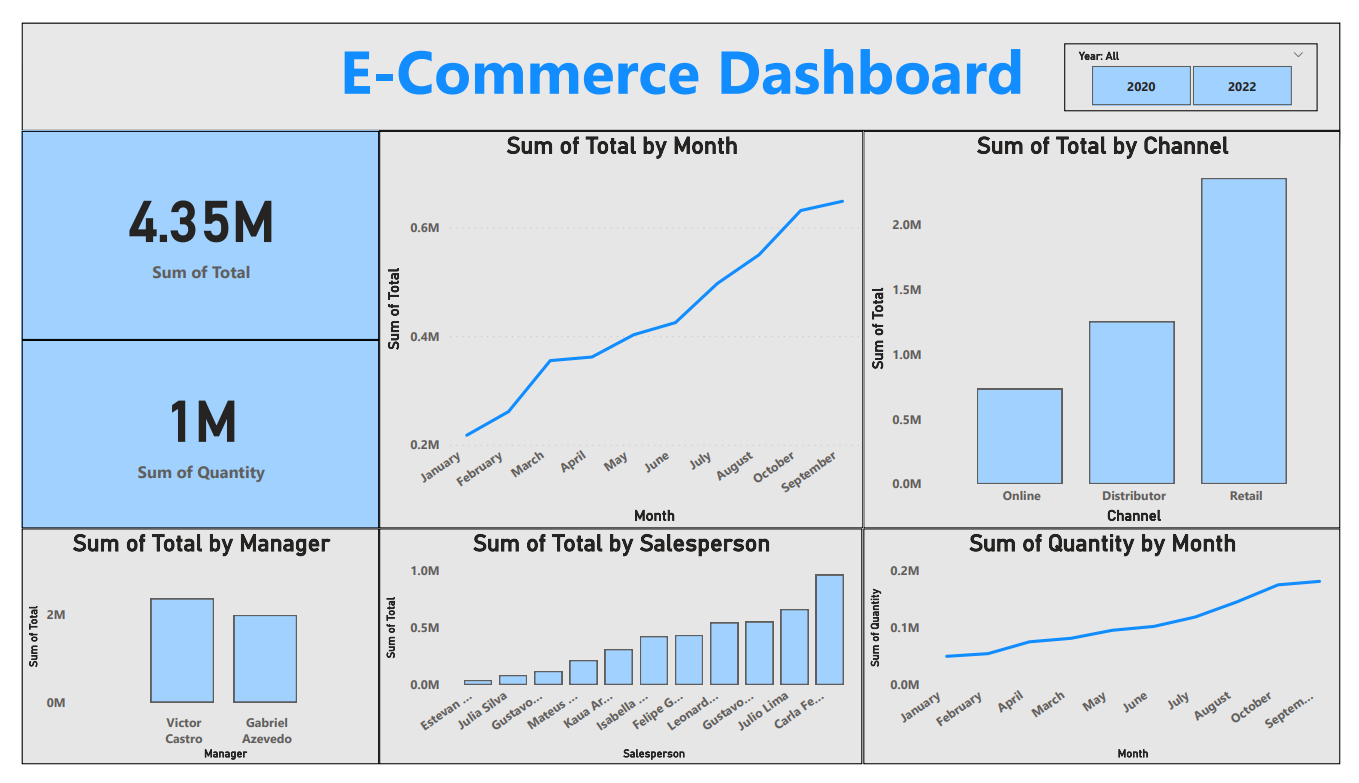 E-Commerce Dashboard
Year: All
2020
2022
4.35M
Sum of Total
1M
Sum of Quantity
Sum of Total by Month
Sum of Total
0.6M
0.4M
0.2M
January
February
March
April
May
June
July
August
October
September
Month
Sum of Total by Channel
Sum of Total
2.0M
1.5M
1.0M
0.5M
0.0M
Online
Distributor
Retail
Channel
Sum of Total by Manager
Sum of Total
2M
0M
Victor
Castro
Gabriel
Azevedo
Manager
Sum of Total by Salesperson
Sum of Total
1.0M
0.5M
0.0M
Estevan ...
Julia Silva
Gustavo...
Mateus ...
Kaua Ar...
Isabella ...
Felipe G...
Leonard...
Gustavo...
Julio Lima
Carla Fe...
Salesperson
Sum of Quantity by Month
Sum of Quantity
0.2M
0.1M
0.0M
January
February
April
March
May
June
July
August
October
Septem...
Month